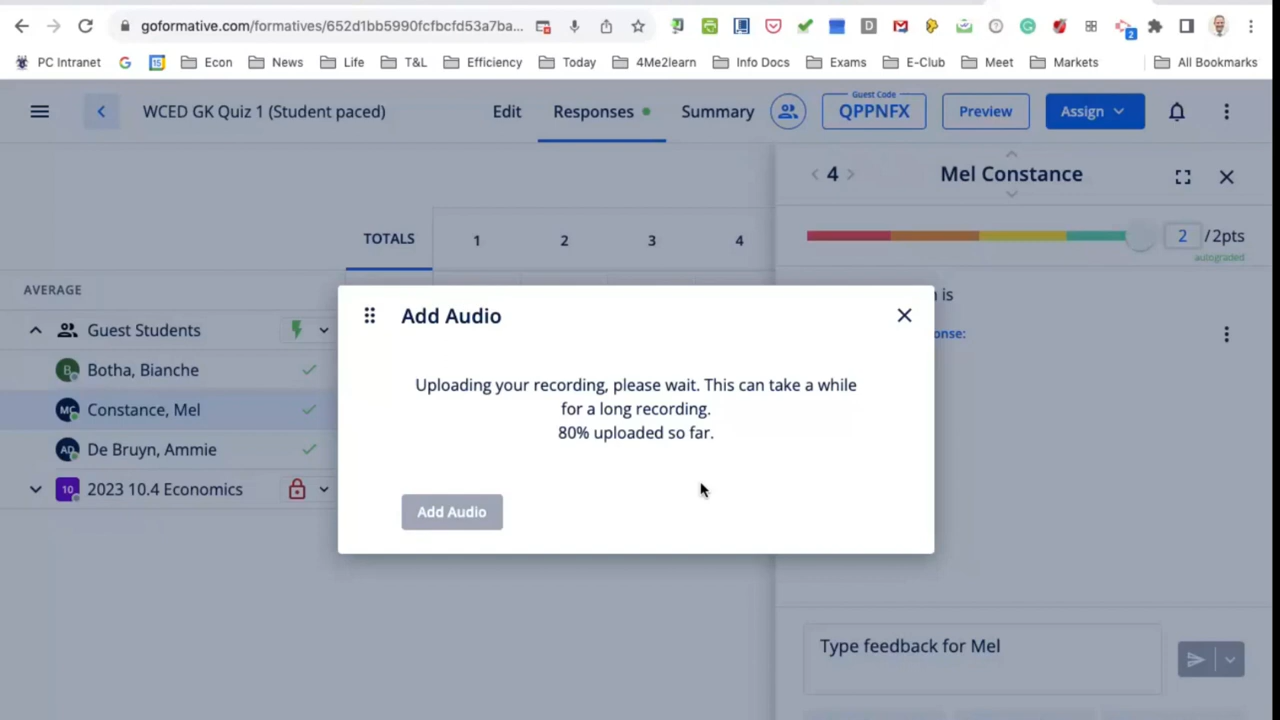 goformative.com/formatives/652d1bb5990fcfbcfd53a7ba...
2
PC Intranet Econ News Life T&L Efficiency Today 4Me2learn Info Docs Exams E-Club Meet Markets All Bookmarks
WCED GK Quiz 1 (Student paced) Edit Responses Summary Guest Code QPPNFX Preview Assign
4 Mel Constance
TOTALS 1 2 3 4
2 /2pts
autograded
AVERAGE
n is
Add Audio
Guest Students
onse:
B Botha, Bianche
Uploading your recording, please wait. This can take a while
for a long recording.
80% uploaded so far.
MC Constance, Mel
AD De Bruyn, Ammie
10 2023 10.4 Economics
Add Audio
Type feedback for Mel